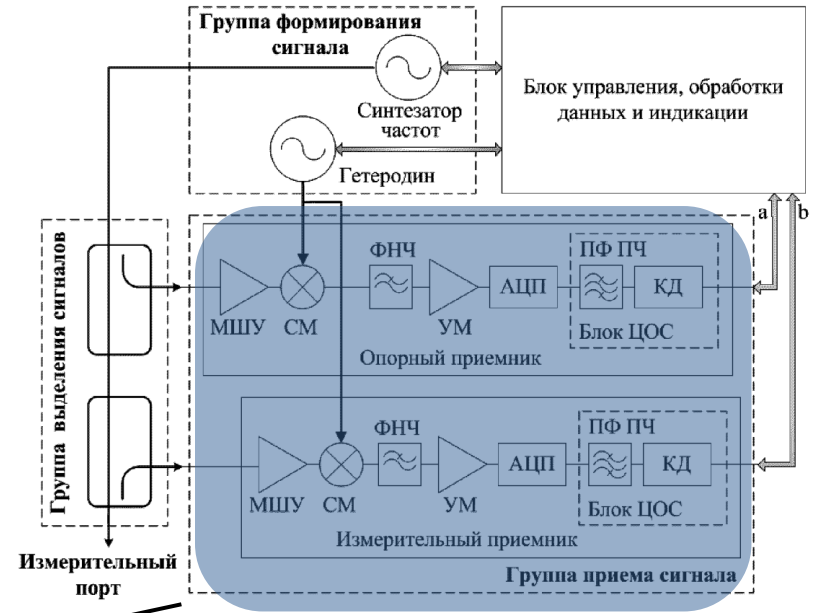 Группа формирования
сигнала
Синтезатор
частот
Гетеродин
Блок управления, обработки
данных и индикации
a
b
Группа выделения сигналов
ФНЧ
ПФ ПЧ
АЦП
КД
МШУ
СМ
УМ
Блок ЦОС
Опорный приемник
ФНЧ
ПФ ПЧ
АЦП
КД
МШУ
СМ
УМ
Блок ЦОС
Измерительный приемник
Группа приема сигнала
Измерительный
порт